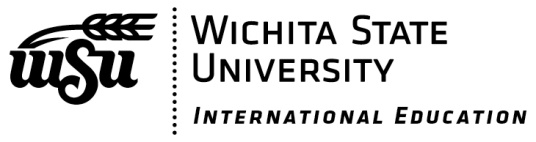 wsu
WICHITA STATE
UNIVERSITY
INTERNATIONAL EDUCATION